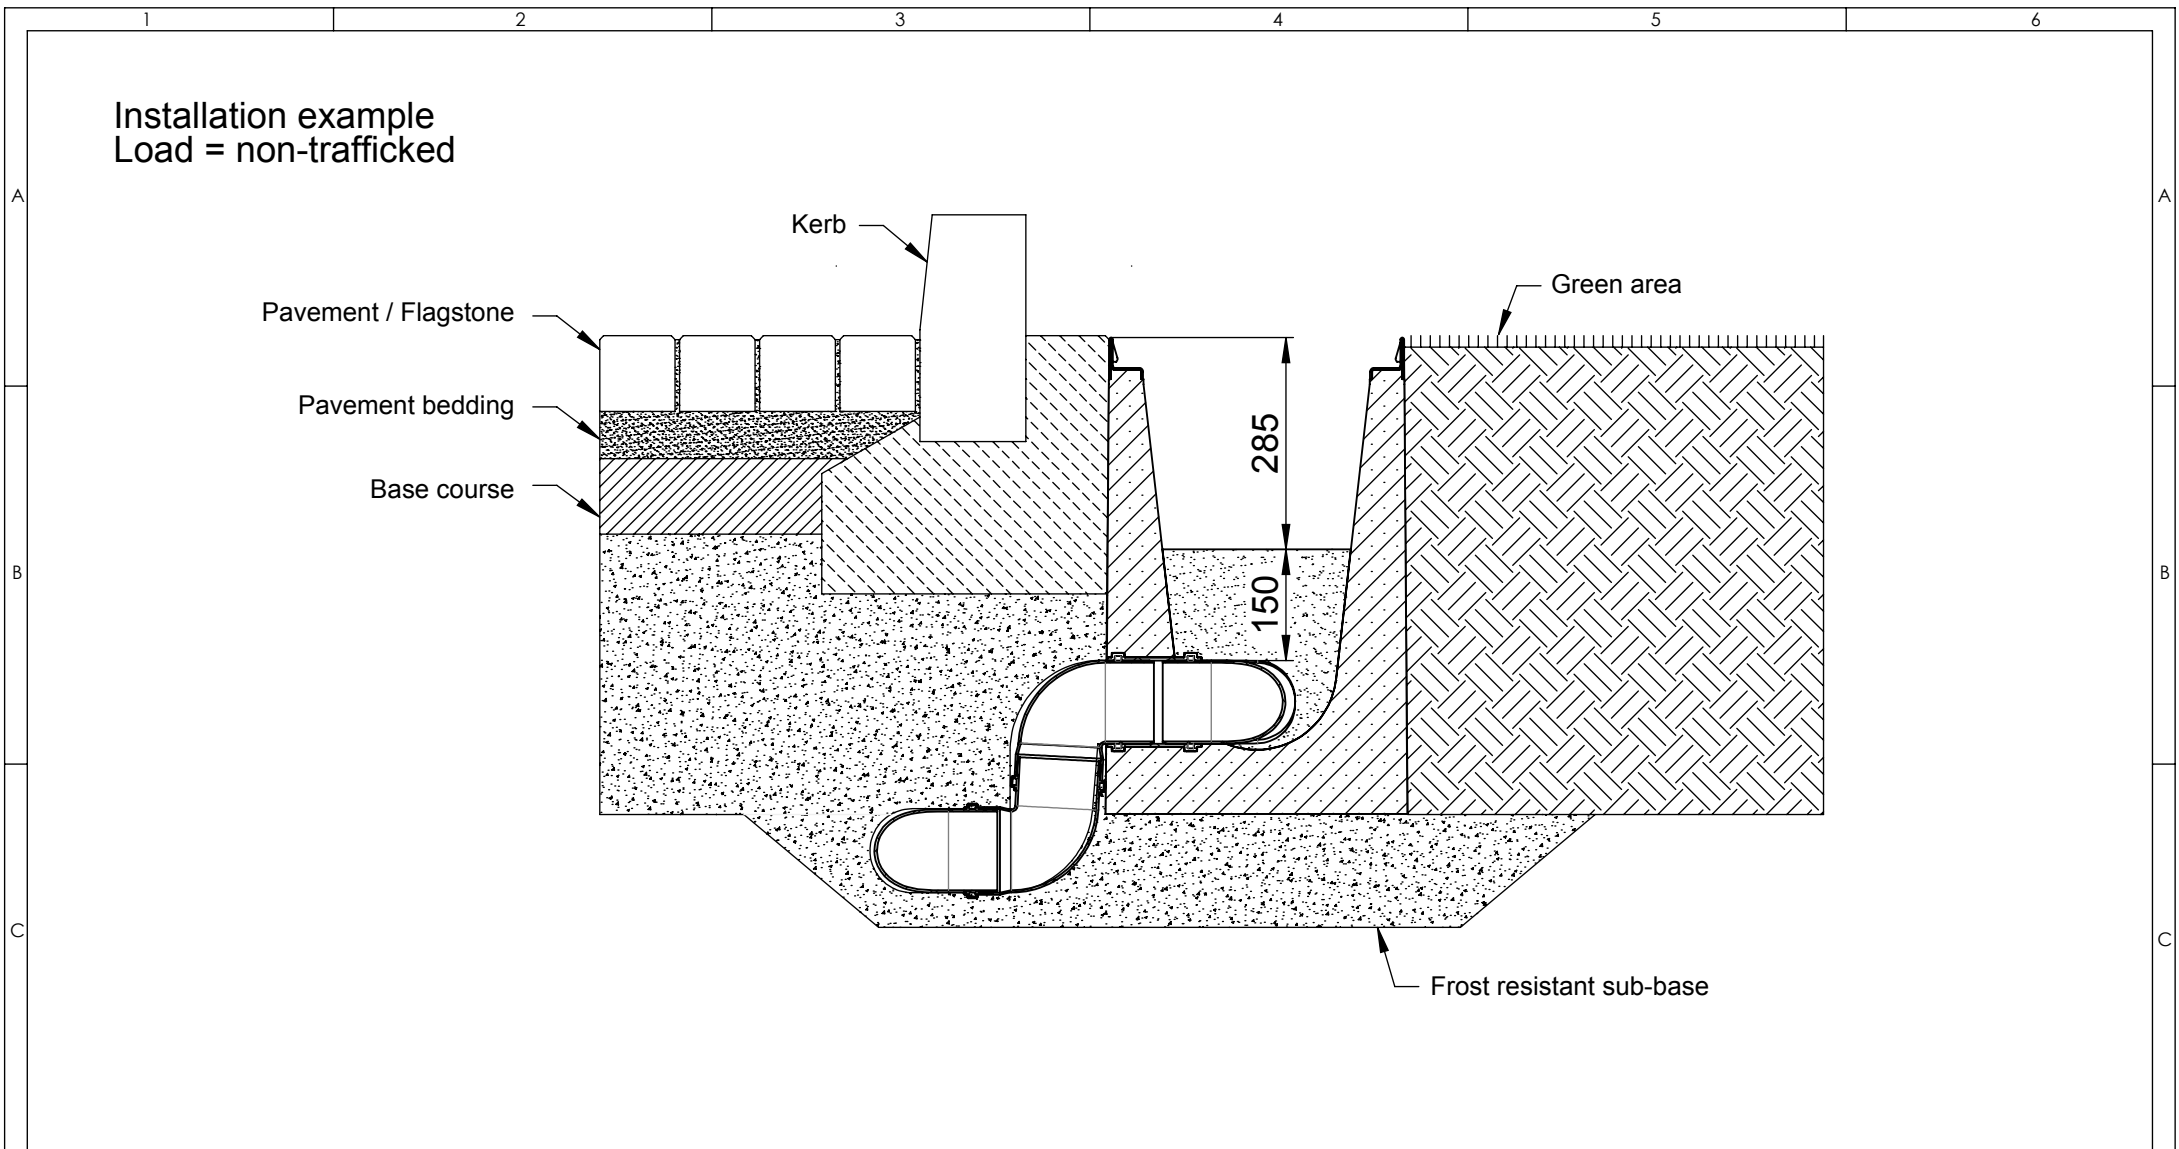 1 2 3 4 5 6
Installation example
Load = non-trafficked
A A
Kerb
Green area
Pavement / Flagstone
Pavement bedding
285
Base course
B B
150
C C
Frost resistant sub-base